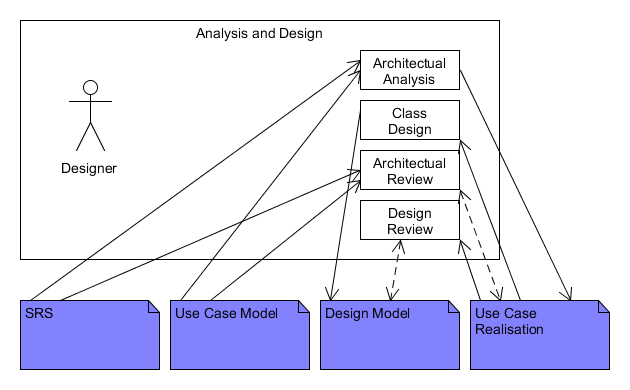 Analysis and Design
Architectual
Analysis
Class
Design
Architectual
Review
Design
Review
Designer
SRS
Use Case Model
Design Model
Use Case
Realisation